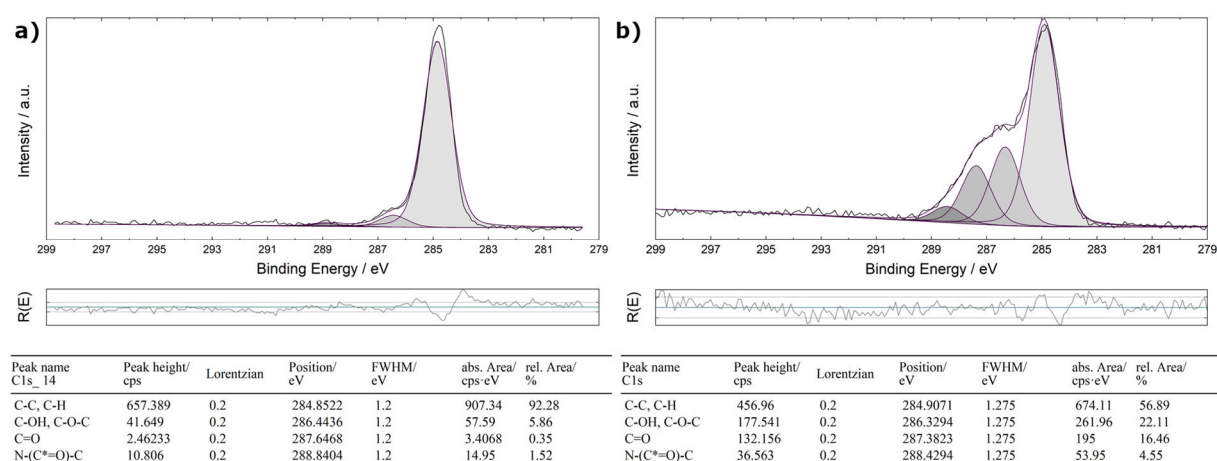 a)
Intensity / a.u.
299 297 295 293 291 289 287 285 283 281 279
Binding Energy / eV
R(E)
Peak name Peak height/ Lorentzian Position/ FWHM/ abs. Area/ rel. Area/
C1s_ 14 cps eV eV cps·eV %
C-C, C-H 657.389 0.2 284.8522 1.2 907.34 92.28
C-OH, C-O-C 41.649 0.2 286.4436 1.2 57.59 5.86
C=O 2.46233 0.2 287.6468 1.2 3.4068 0.35
N-(C*=O)-C 10.806 0.2 288.8404 1.2 14.95 1.52
b)
Intensity / a.u.
299 297 295 293 291 289 287 285 283 281 279
Binding Energy / eV
R(E)
Peak name Peak height/ Lorentzian Position/ FWHM/ abs. Area/ rel. Area/
C1s cps eV eV cps·eV %
C-C, C-H 456.96 0.2 284.9071 1.275 674.11 56.89
C-OH, C-O-C 177.541 0.2 286.3294 1.275 261.96 22.11
C=O 132.156 0.2 287.3823 1.275 195 16.46
N-(C*=O)-C 36.563 0.2 288.4294 1.275 53.95 4.55